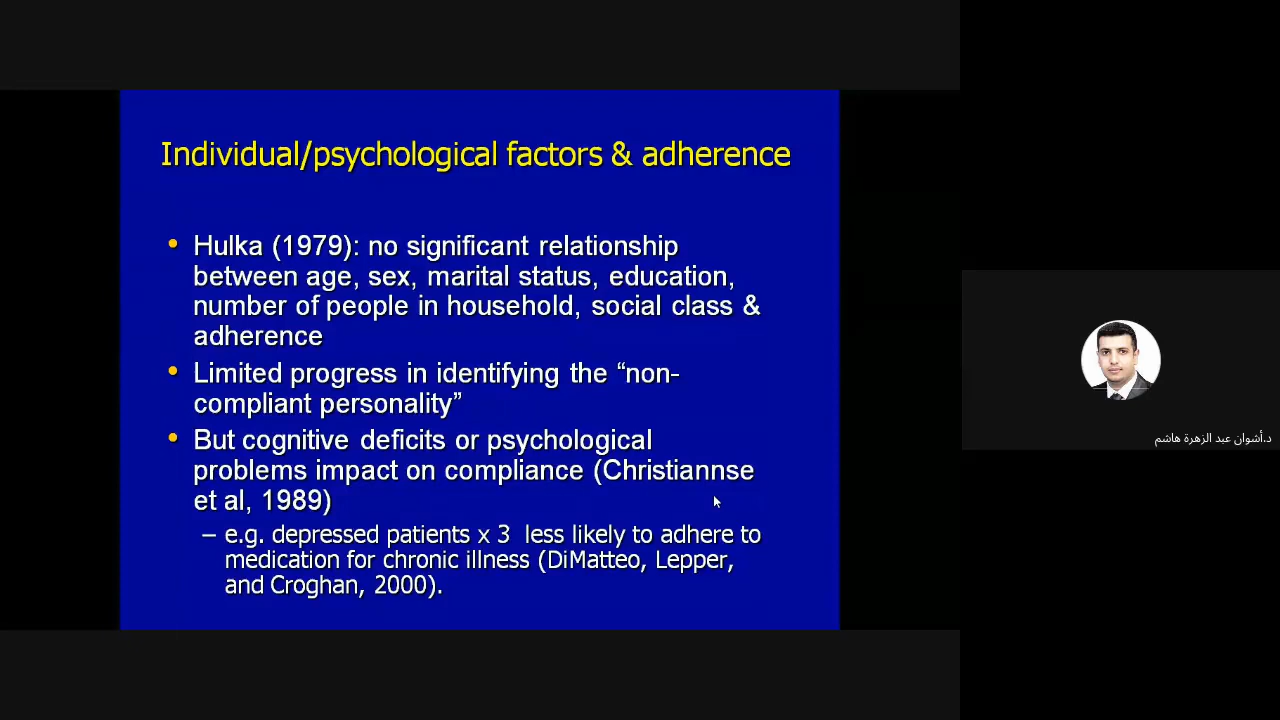 Individual/psychological factors & adherence
• Hulka (1979): no significant relationship
between age, sex, marital status, education,
number of people in household, social class &
adherence
• Limited progress in identifying the “non-
compliant personality”
• But cognitive deficits or psychological
problems impact on compliance (Christiannse
et al, 1989)
– e.g. depressed patients x 3 less likely to adhere to
medication for chronic illness (DiMatteo, Lepper,
and Croghan, 2000).
د.أشوان عبد الزهرة هاشم